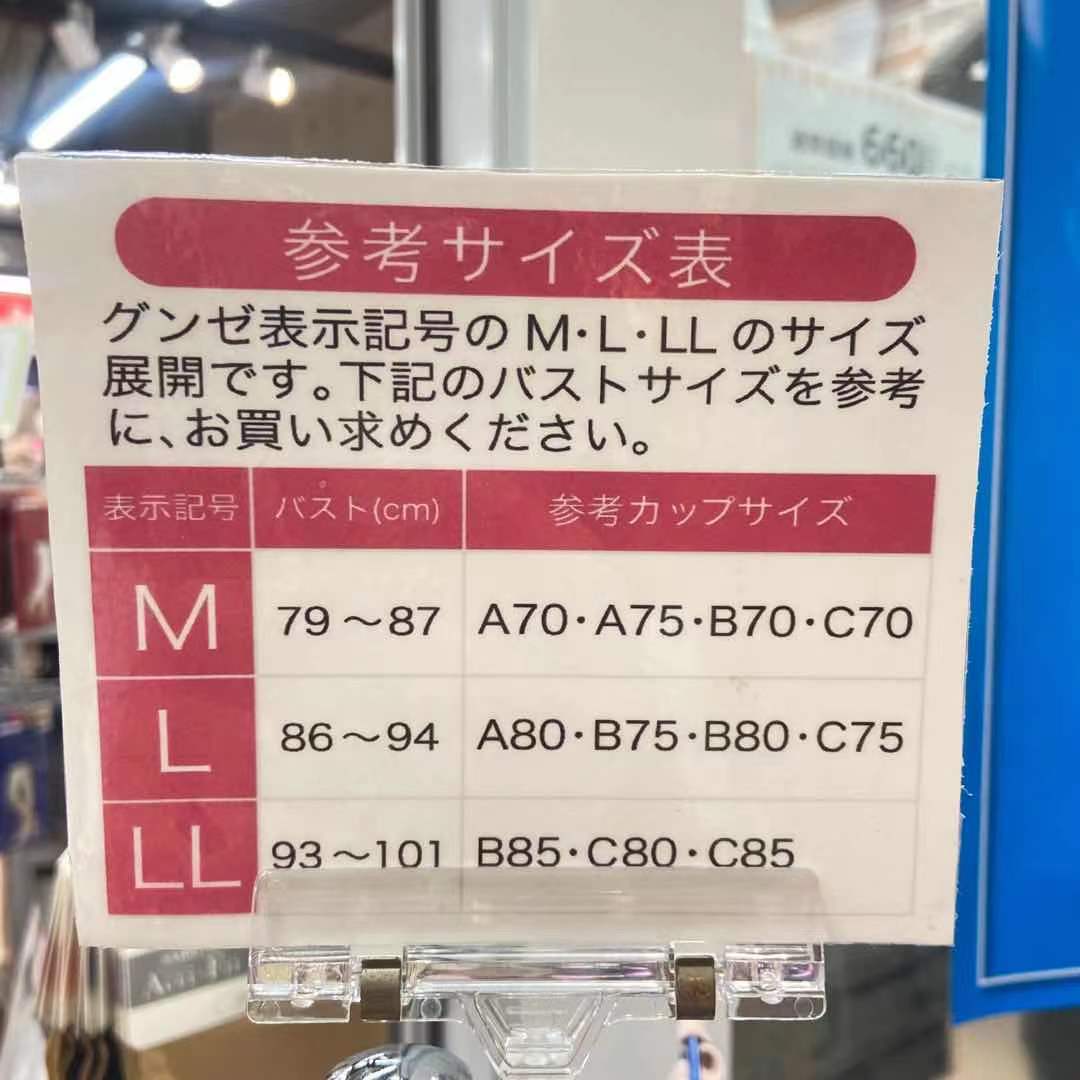 660
参考サイズ表
グンゼ表示記号のM・L・LLのサイズ
展開です。下記のバストサイズを参考
に、お買い求めください。
表示記号 バスト(cm) 参考カップサイズ
M 79～87 A70・A75・B70・C70
L 86～94 A80・B75・B80・C75
LL 93～101 B85・C80・C85